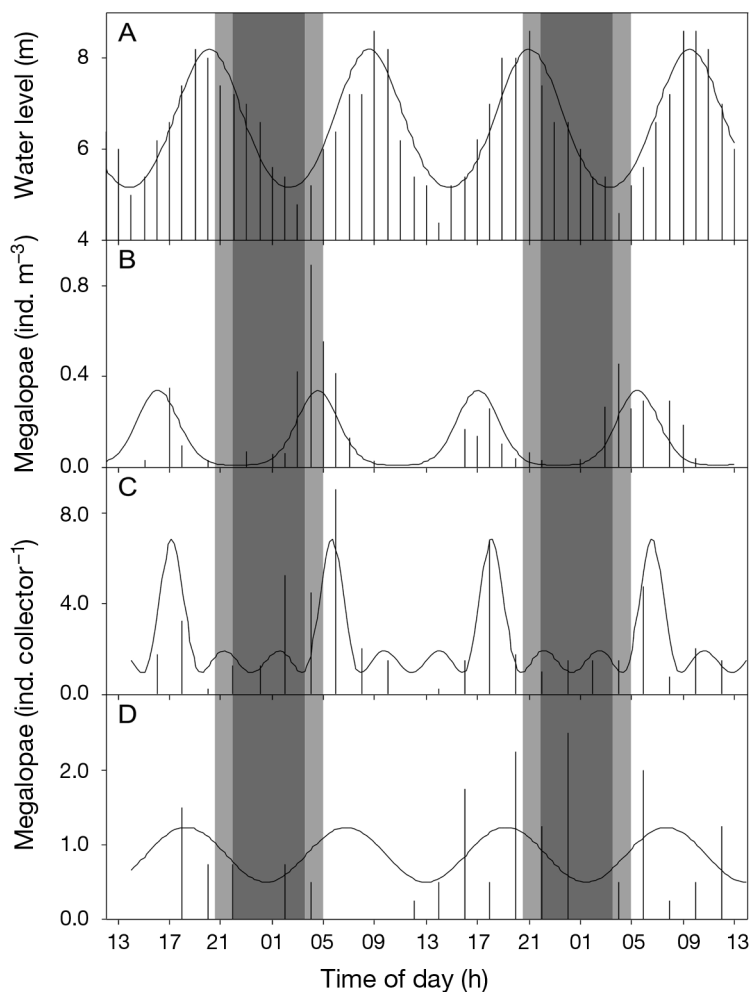 A
Water level (m)
8
6
4
B
Megalopae (ind. m⁻³)
0.8
0.4
0.0
C
Megalopae (ind. collector⁻¹)
8.0
4.0
0.0
D
2.0
1.0
0.0
13 17 21 01 05 09 13 17 21 01 05 09 13
Time of day (h)